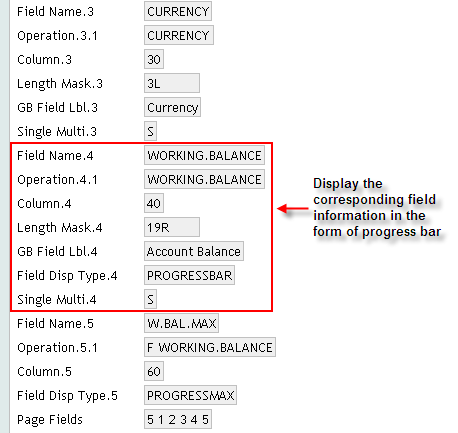 Field Name.3 CURRENCY
Operation.3.1 CURRENCY
Column.3 30
Length Mask.3 3L
GB Field Lbl.3 Currency
Single Multi.3 S
Field Name.4 WORKING.BALANCE
Operation.4.1 WORKING.BALANCE
Column.4 40
Length Mask.4 19R
GB Field Lbl.4 Account Balance
Field Disp Type.4 PROGRESSBAR
Single Multi.4 S
Field Name.5 W.BAL.MAX
Operation.5.1 F WORKING.BALANCE
Column.5 60
Field Disp Type.5 PROGRESSMAX
Page Fields 5 1 2 3 4 5
Display the
corresponding field
information in the
form of progress bar